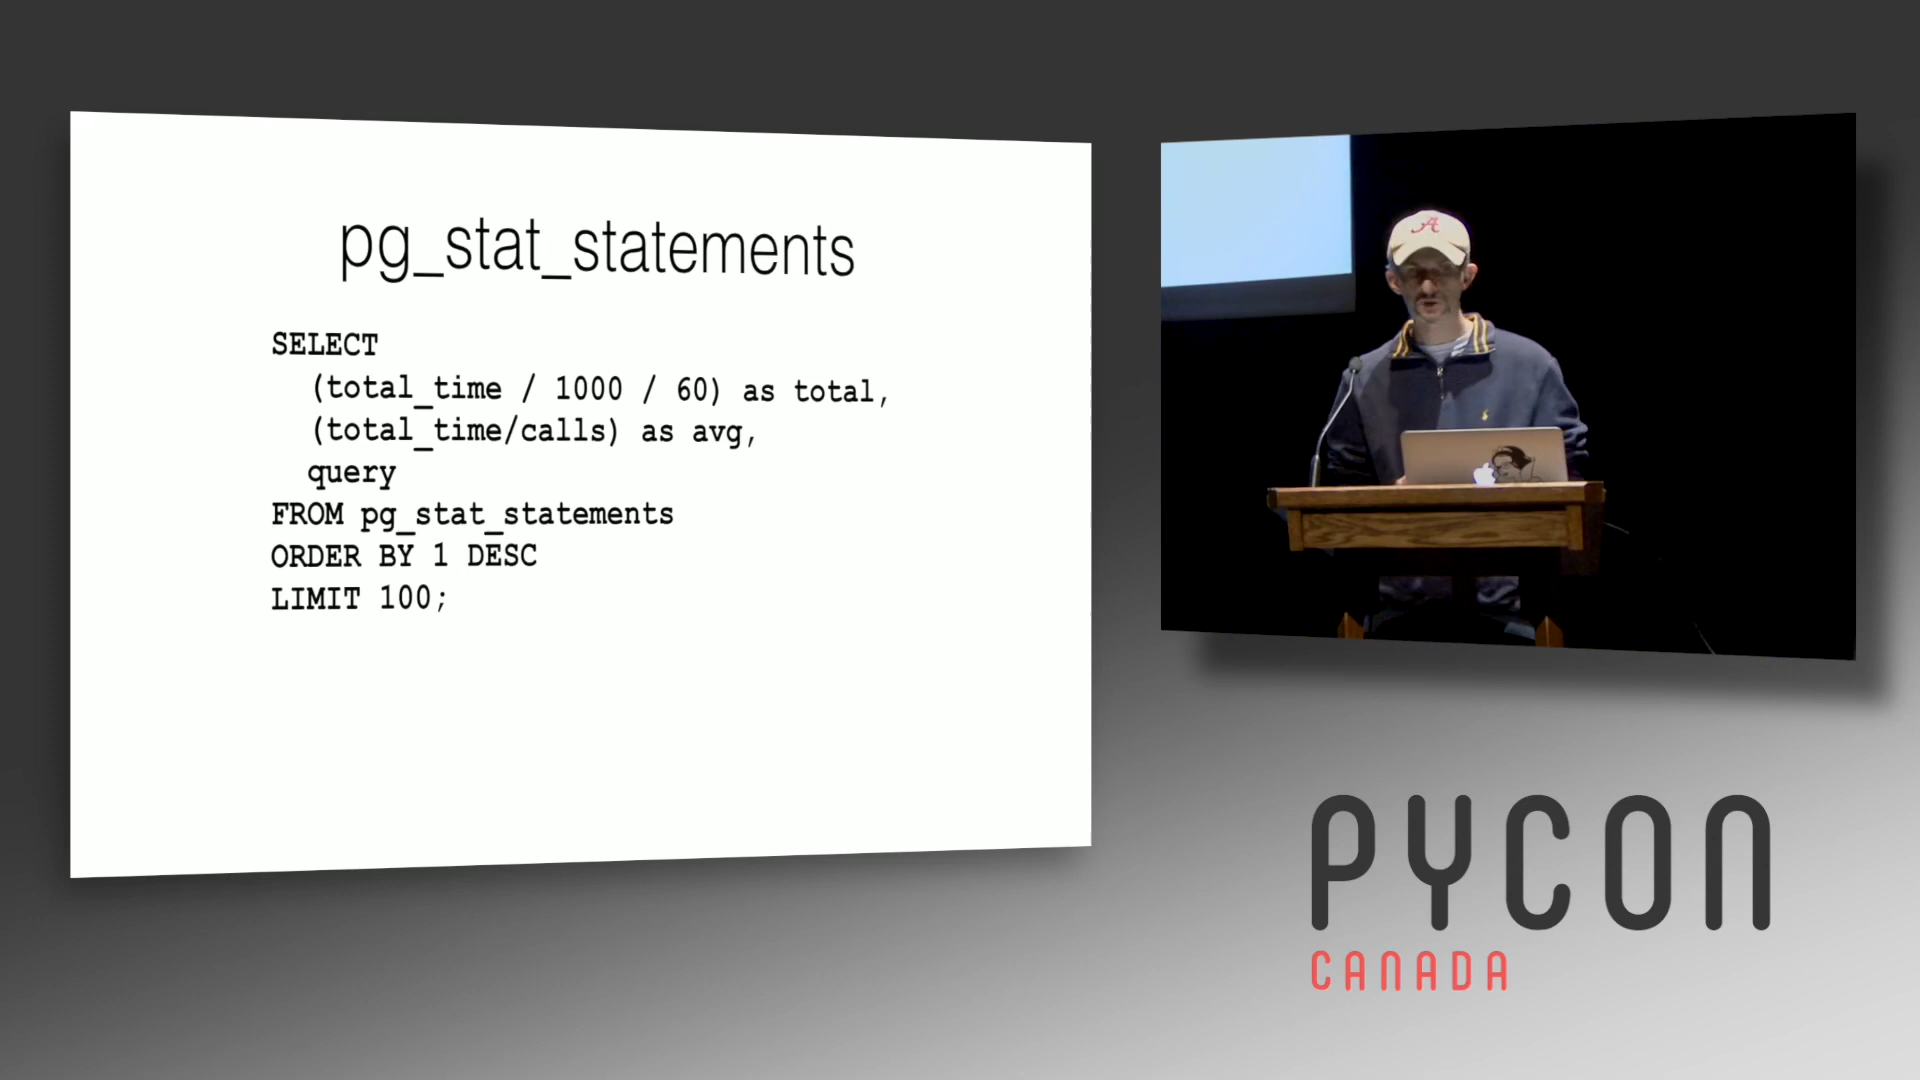 pg_stat_statements
SELECT
(total_time / 1000 / 60) as total,
(total_time/calls) as avg,
query
FROM pg_stat_statements
ORDER BY 1 DESC
LIMIT 100;
A
PYCON
CANADA